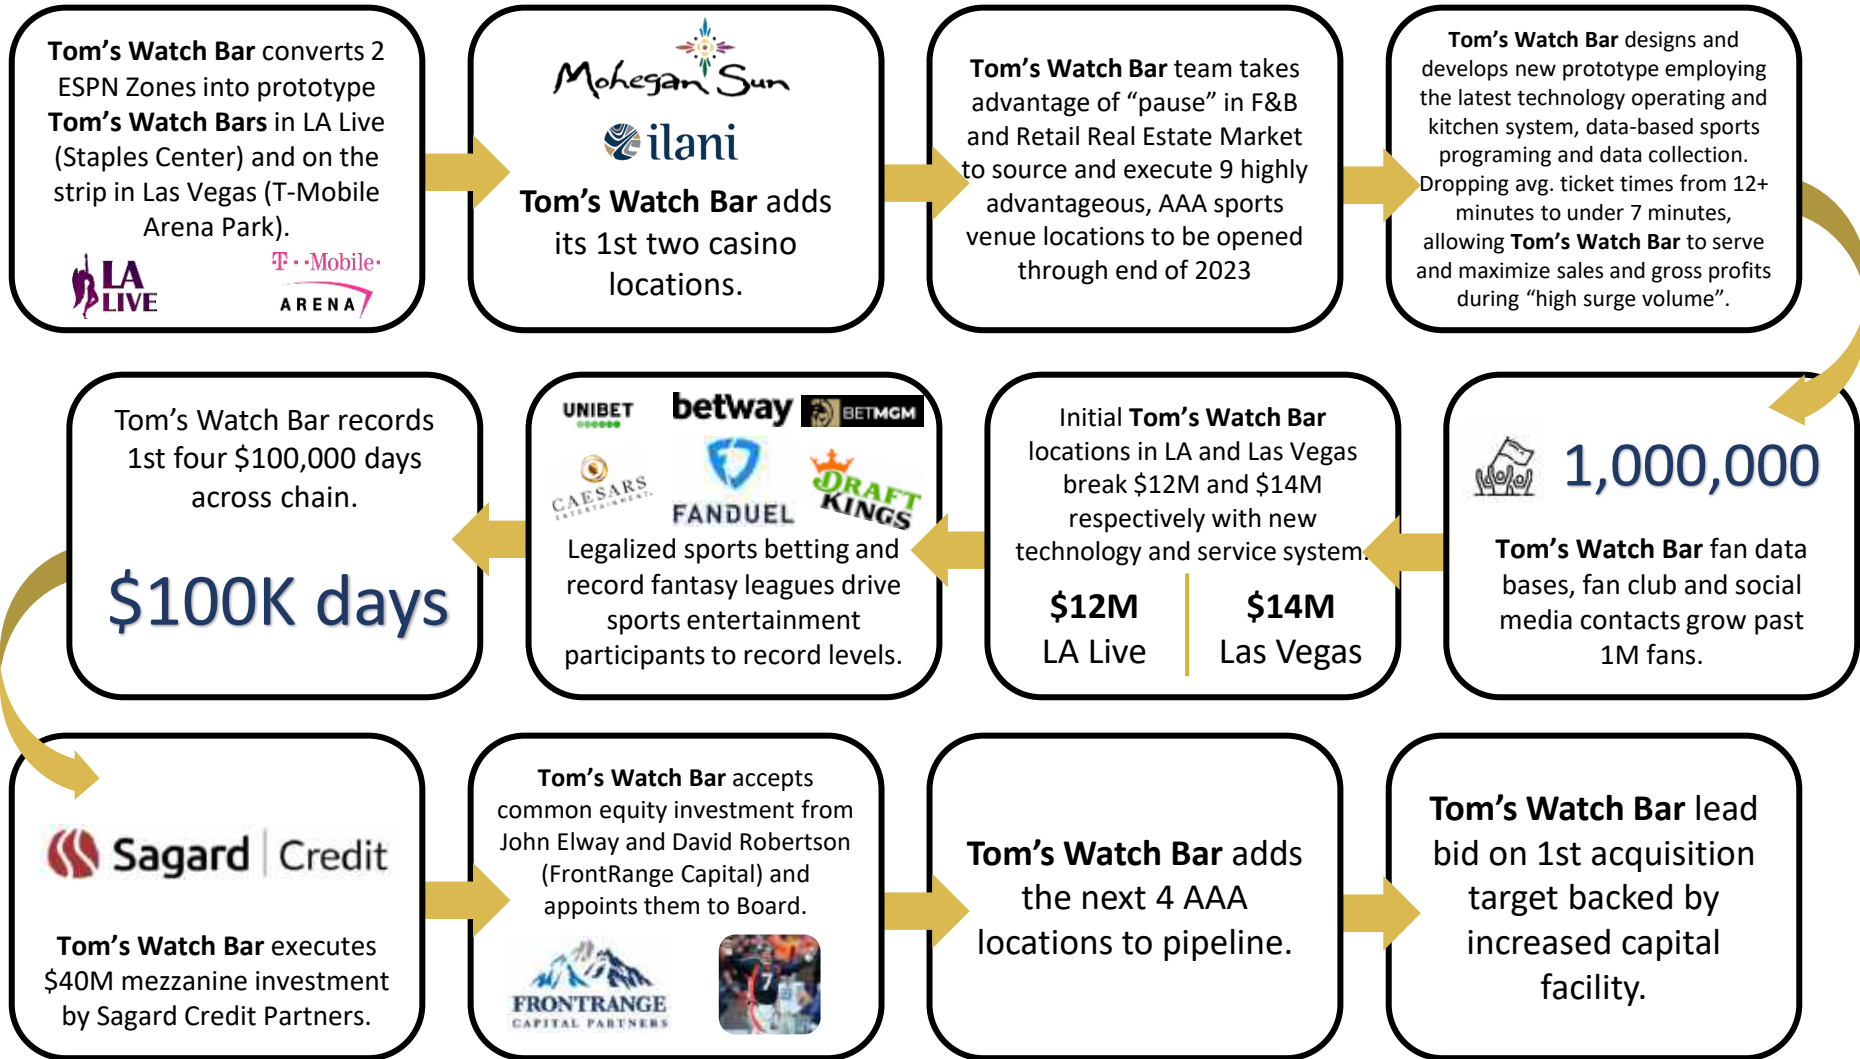 Tom’s Watch Bar converts 2
ESPN Zones into prototype
Tom’s Watch Bars in LA Live
(Staples Center) and on the
strip in Las Vegas (T-Mobile
Arena Park).
LA
LIVE
T··Mobile·
ARENA
Mohegan Sun
ilani
Tom’s Watch Bar adds
its 1st two casino
locations.
Tom’s Watch Bar team takes
advantage of “pause” in F&B
and Retail Real Estate Market
to source and execute 9 highly
advantageous, AAA sports
venue locations to be opened
through end of 2023
Tom’s Watch Bar designs and
develops new prototype employing
the latest technology operating and
kitchen system, data-based sports
programing and data collection.
Dropping avg. ticket times from 12+
minutes to under 7 minutes,
allowing Tom’s Watch Bar to serve
and maximize sales and gross profits
during “high surge volume”.
1,000,000
Tom’s Watch Bar fan data
bases, fan club and social
media contacts grow past
1M fans.
Initial Tom’s Watch Bar
locations in LA and Las Vegas
break $12M and $14M
respectively with new
technology and service system.
$12M
LA Live
$14M
Las Vegas
UNIBET
betway
BETMGM
CAESARS
ENTERTAINMENT.
FANDUEL
DRAFT
KINGS
Legalized sports betting and
record fantasy leagues drive
sports entertainment
participants to record levels.
Tom’s Watch Bar records
1st four $100,000 days
across chain.
$100K days
Sagard | Credit
Tom’s Watch Bar executes
$40M mezzanine investment
by Sagard Credit Partners.
Tom’s Watch Bar accepts
common equity investment from
John Elway and David Robertson
(FrontRange Capital) and
appoints them to Board.
FRONTRANGE
CAPITAL PARTNERS
7
Tom’s Watch Bar adds
the next 4 AAA
locations to pipeline.
Tom’s Watch Bar lead
bid on 1st acquisition
target backed by
increased capital
facility.